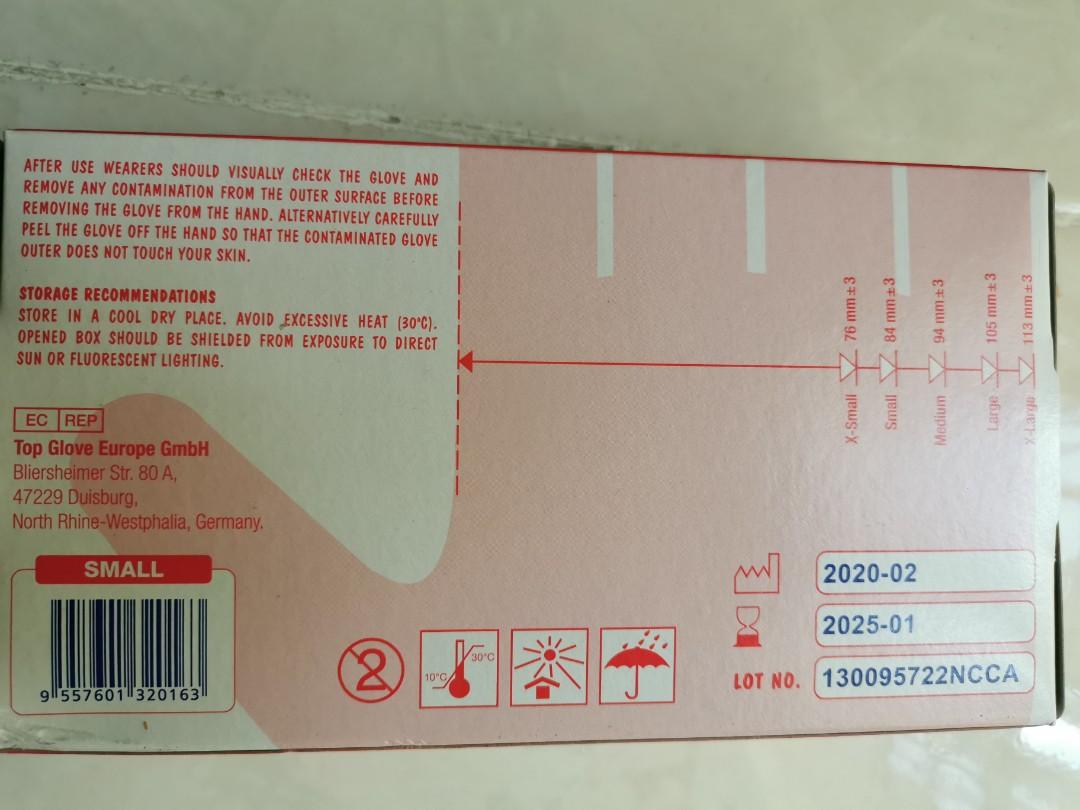 AFTER USE WEARERS SHOULD VISUALLY CHECK THE GLOVE AND
REMOVE ANY CONTAMINATION FROM THE OUTER SURFACE BEFORE
REMOVING THE GLOVE FROM THE HAND. ALTERNATIVELY CAREFULLY
PEEL THE GLOVE OFF THE HAND SO THAT THE CONTAMINATED GLOVE
OUTER DOES NOT TOUCH YOUR SKIN.
STORAGE RECOMMENDATIONS
STORE IN A COOL DRY PLACE. AVOID EXCESSIVE HEAT (30°C).
OPENED BOX SHOULD BE SHIELDED FROM EXPOSURE TO DIRECT
SUN OR FLUORESCENT LIGHTING.
EC REP
Top Glove Europe GmbH
Bliersheimer Str. 80 A,
47229 Duisburg,
North Rhine-Westphalia, Germany.
SMALL
9 557601 320163
X-Small 76 mm±3
Small 84 mm±3
Medium 94 mm±3
Large 105 mm±3
X-Large 113 mm±3
2
10°C 30°C
2020-02
2025-01
LOT NO. 130095722NCCA